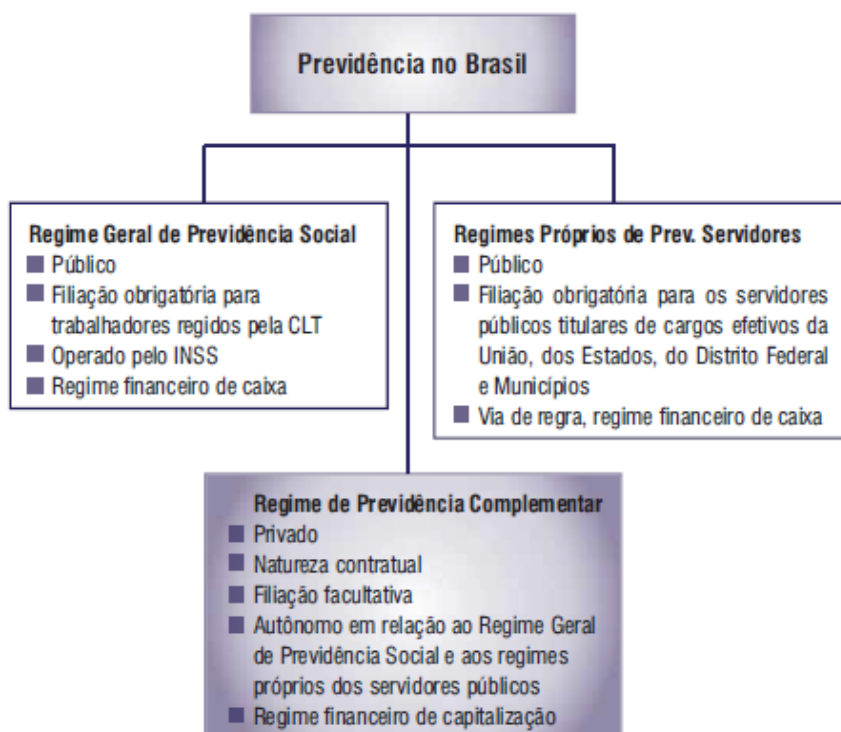 Previdência no Brasil
Regime Geral de Previdência Social
Público
Filiação obrigatória para
trabalhadores regidos pela CLT
Operado pelo INSS
Regime financeiro de caixa
Regimes Próprios de Prev. Servidores
Público
Filiação obrigatória para os servidores
públicos titulares de cargos efetivos da
União, dos Estados, do Distrito Federal
e Municípios
Via de regra, regime financeiro de caixa
Regime de Previdência Complementar
Privado
Natureza contratual
Filiação facultativa
Autônomo em relação ao Regime Geral
de Previdência Social e aos regimes
próprios dos servidores públicos
Regime financeiro de capitalização